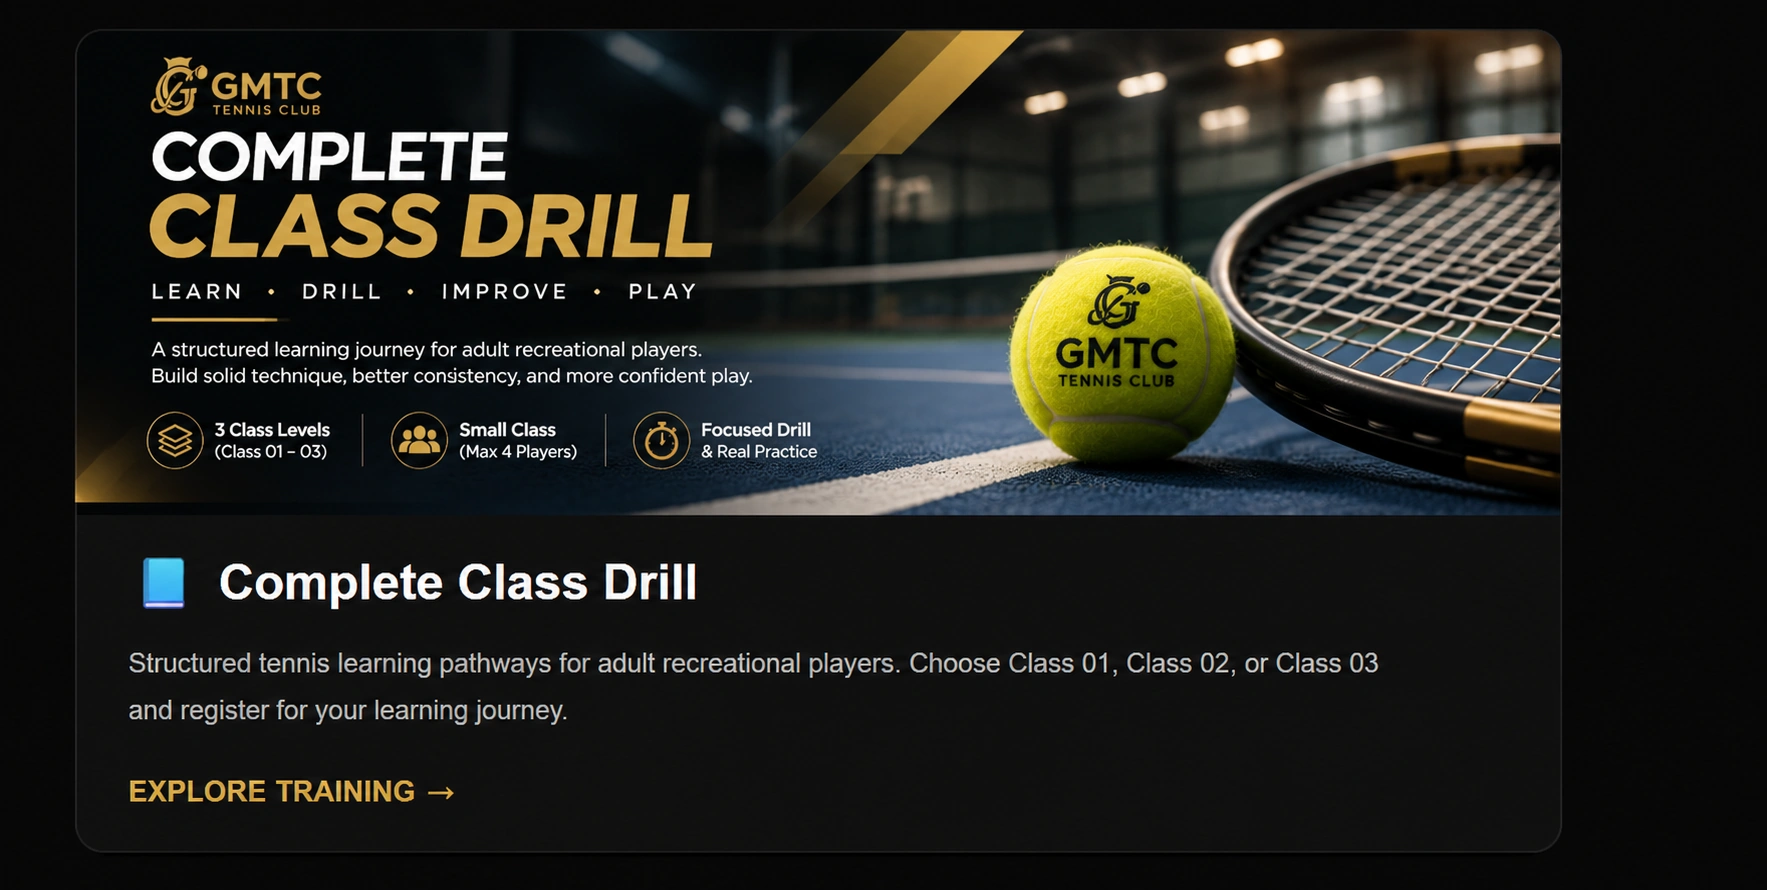 GMTC
TENNIS CLUB
COMPLETE
CLASS DRILL
LEARN • DRILL • IMPROVE • PLAY
A structured learning journey for adult recreational players.
Build solid technique, better consistency, and more confident play.
3 Class Levels
(Class 01 – 03)
Small Class
(Max 4 Players)
Focused Drill
& Real Practice
GMTC
TENNIS CLUB
Complete Class Drill
Structured tennis learning pathways for adult recreational players. Choose Class 01, Class 02, or Class 03
and register for your learning journey.
EXPLORE TRAINING →